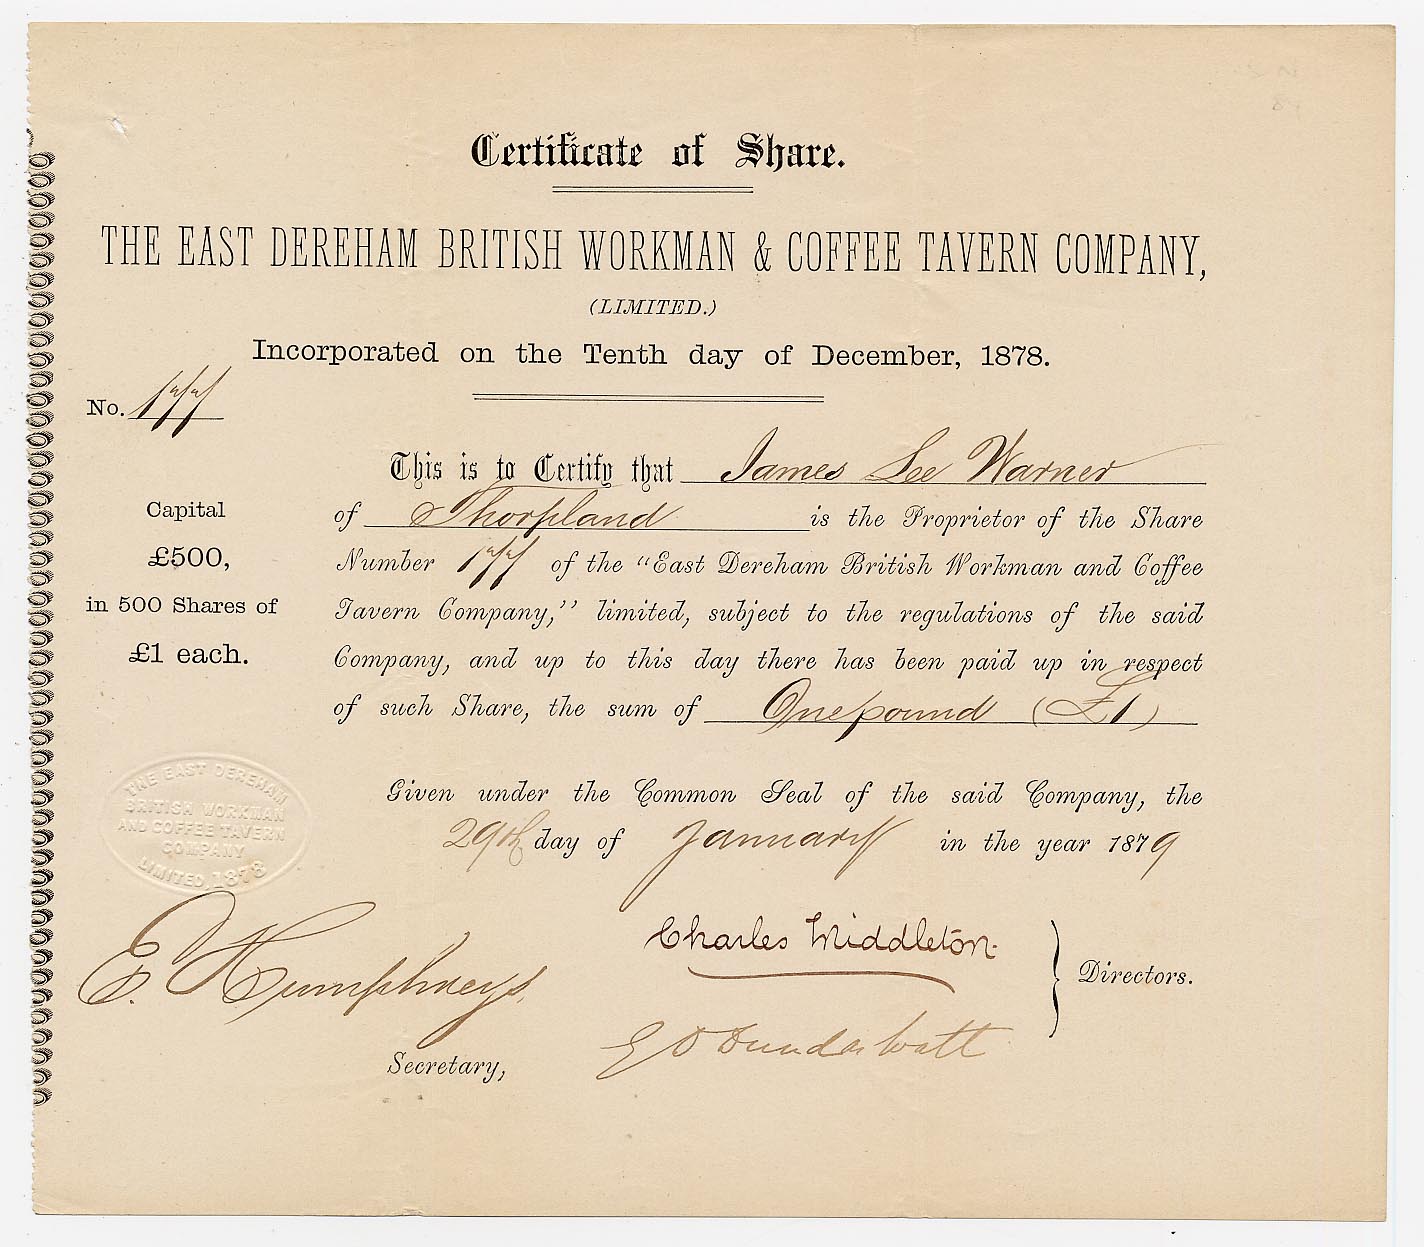 Certificate of Share.
THE EAST DEREHAM BRITISH WORKMAN & COFFEE TAVERN COMPANY,
(LIMITED.)
Incorporated on the Tenth day of December, 1878.
No. 177
This is to Certify that James Lee Warner
of Thorpland is the Proprietor of the Share
Number 177 of the "East Dereham British Workman and Coffee
Tavern Company," limited, subject to the regulations of the said
Company, and up to this day there has been paid up in respect
of such Share, the sum of One pound (£1)
Capital
£500,
in 500 Shares of
£1 each.
Given under the Common Seal of the said Company, the
29th day of January in the year 1879
THE EAST DEREHAM
BRITISH WORKMAN
AND COFFEE TAVERN
COMPANY
LIMITED, 1878
E. Humphreys.
Secretary,
Charles Middleton.
Directors.